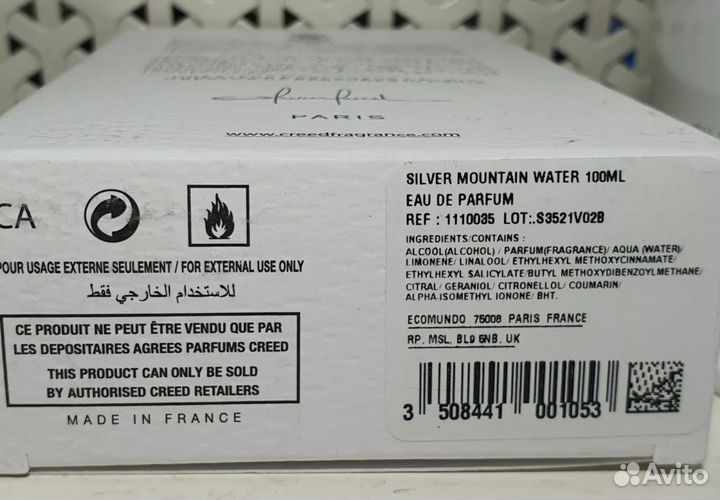 PARIS
www.creedfragrance.com
CA
POUR USAGE EXTERNE SEULEMENT / FOR EXTERNAL USE ONLY
للاستخدام الخارجي فقط
CE PRODUIT NE PEUT ÊTRE VENDU QUE PAR
LES DEPOSITAIRES AGREES PARFUMS CREED
THIS PRODUCT CAN ONLY BE SOLD
BY AUTHORISED CREED RETAILERS
MADE IN FRANCE
SILVER MOUNTAIN WATER 100ML
EAU DE PARFUM
REF : 1110035 LOT:.S3521V02B
INGREDIENTS/CONTAINS :
ALCOOL(ALCOHOL) / PARFUM(FRAGRANCE)/ AQUA (WATER)/
LIMONENE/ LINALOOL/ ETHYLHEXYL METHOXYCINNAMATE/
ETHYLHEXYL SALICYLATE/BUTYL METHOXYDIBENZOYLMETHANE/
CITRAL/ GERANIOL/ CITRONELLOL/ COUMARIN/
ALPHA-ISOMETHYL IONONE/ BHT.
ECOMUNDO 75008 PARIS FRANCE
RP. MSL. BL9 5NB. UK
3 508441 001053
Avito